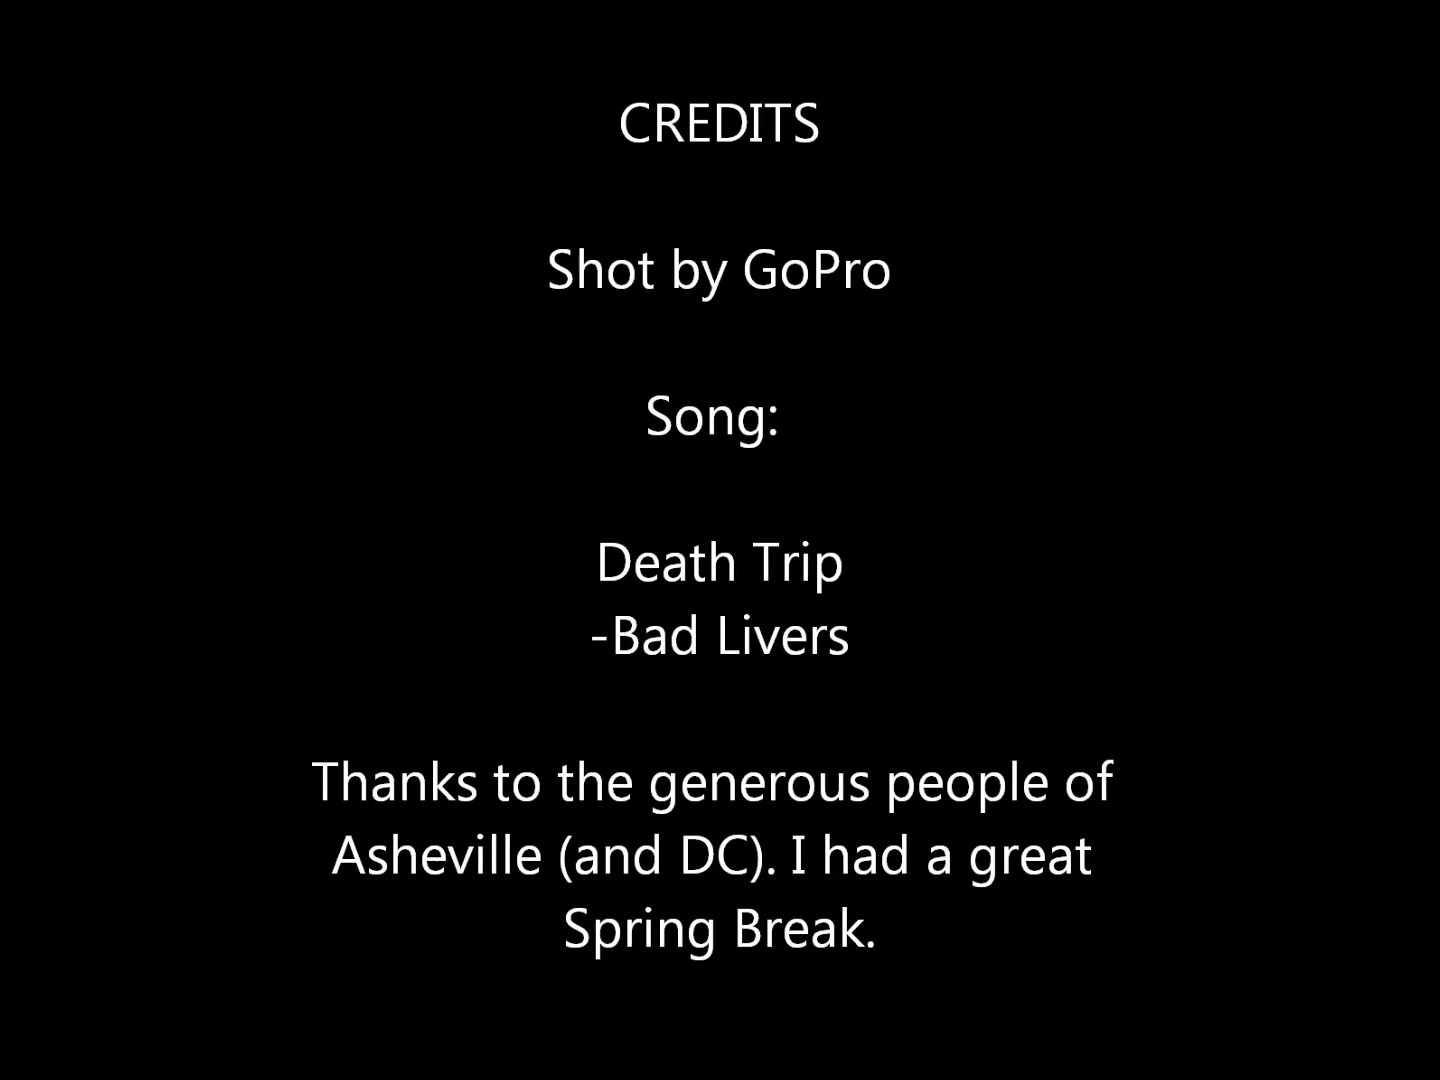 CREDITS
Shot by GoPro
Song:
Death Trip
-Bad Livers
Thanks to the generous people of
Asheville (and DC). I had a great
Spring Break.